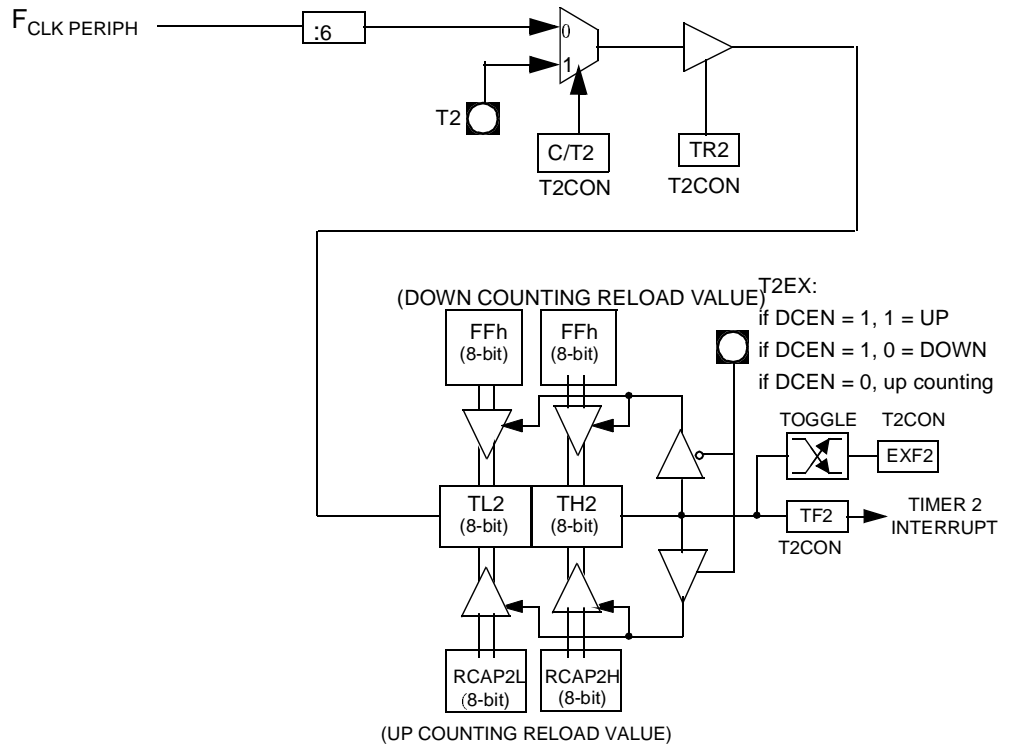 FCLK PERIPH
:6
0
1
T2
C/T2
TR2
T2CON
T2CON
T2EX:
(DOWN COUNTING RELOAD VALUE)
if DCEN = 1, 1 = UP
FFh
(8-bit)
FFh
(8-bit)
if DCEN = 1, 0 = DOWN
if DCEN = 0, up counting
TOGGLE
T2CON
EXF2
TL2
(8-bit)
TH2
(8-bit)
TF2
TIMER 2
INTERRUPT
T2CON
RCAP2L
(8-bit)
RCAP2H
(8-bit)
(UP COUNTING RELOAD VALUE)